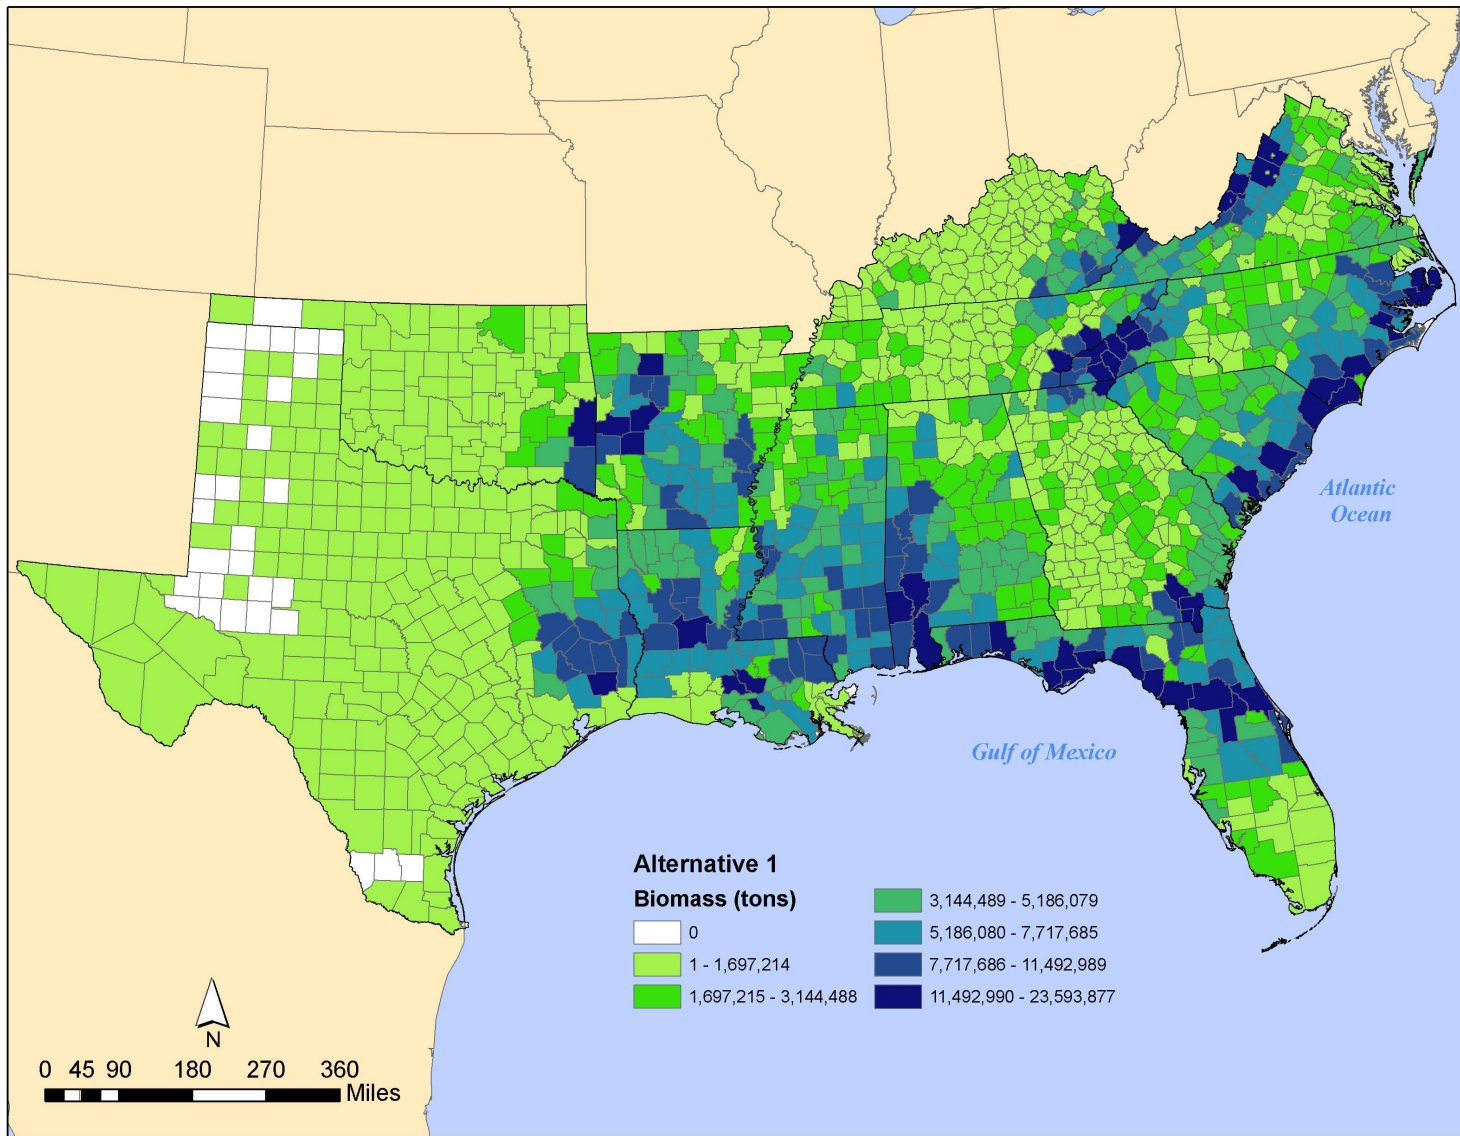 Atlantic
Ocean
Gulf of Mexico
Alternative 1
Biomass (tons)
0
1 - 1,697,214
1,697,215 - 3,144,488
3,144,489 - 5,186,079
5,186,080 - 7,717,685
7,717,686 - 11,492,989
11,492,990 - 23,593,877
N
0 45 90 180 270 360
Miles